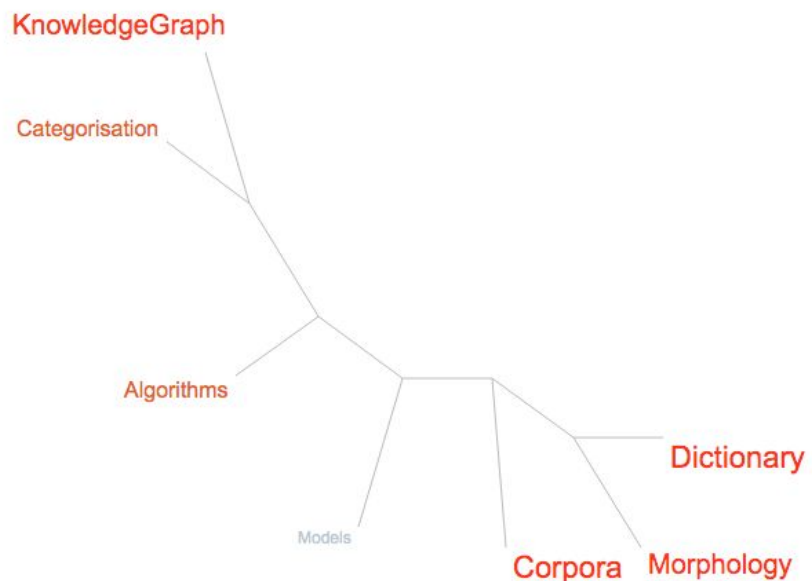 KnowledgeGraph
Categorisation
Algorithms
Dictionary
Models
Corpora
Morphology